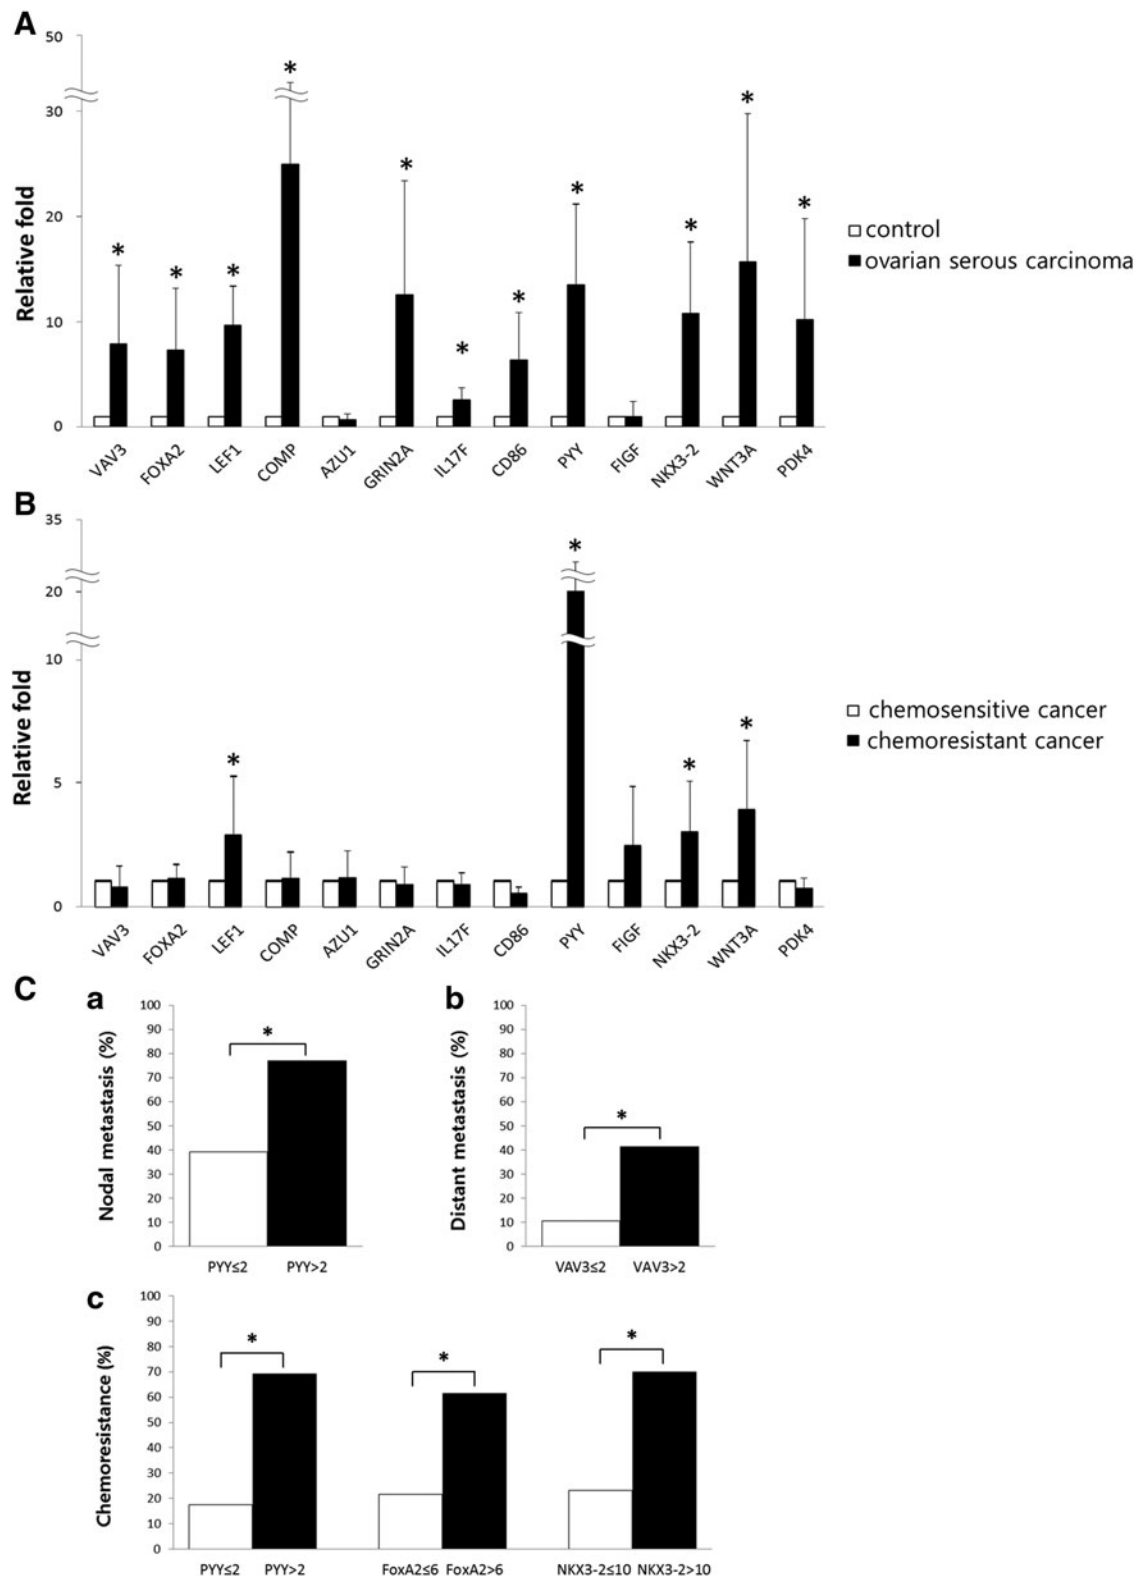 A
50
30
20
10
0
Relative fold
* * * * * * * * * * *
VAV3 FOXA2 LEF1 COMP AZU1 GRIN2A IL17F CD86 PYY FIGF NKX3-2 WNT3A PDK4
control
ovarian serous carcinoma
B
35
20
10
5
0
Relative fold
* * * *
VAV3 FOXA2 LEF1 COMP AZU1 GRIN2A IL17F CD86 PYY FIGF NKX3-2 WNT3A PDK4
chemosensitive cancer
chemoresistant cancer
C
a
Nodal metastasis (%)
100
90
80
70
60
50
40
30
20
10
0
*
PYY≤2 PYY>2
b
Distant metastasis (%)
100
90
80
70
60
50
40
30
20
10
0
*
VAV3≤2 VAV3>2
c
Chemoresistance (%)
100
90
80
70
60
50
40
30
20
10
0
* * *
PYY≤2 PYY>2 FoxA2≤6 FoxA2>6 NKX3-2≤10 NKX3-2>10